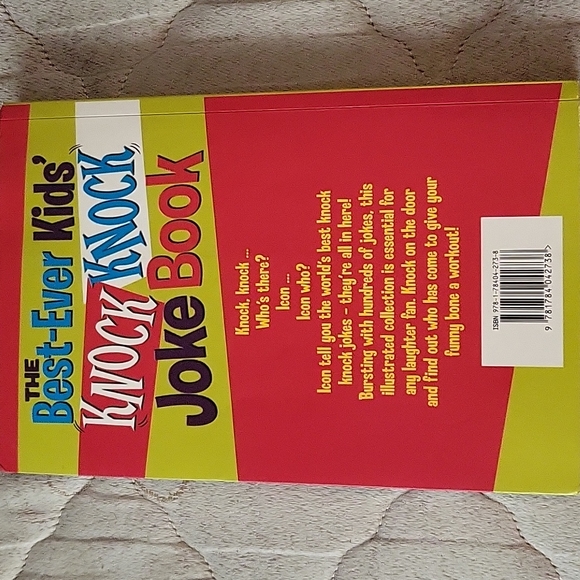 THE
Best-Ever Kids'
KNOCK KNOCK
Joke Book
Knock, knock ...
Who's there?
Icon ...
Icon who?
Icon tell you the world's best knock
knock jokes – they're all in here!
Bursting with hundreds of jokes, this
illustrated collection is essential for
any laughter fan. Knock on the door
and find out who has come to give your
funny bone a workout!
ISBN 978-1-78404-273-8
9 781784 042738 >